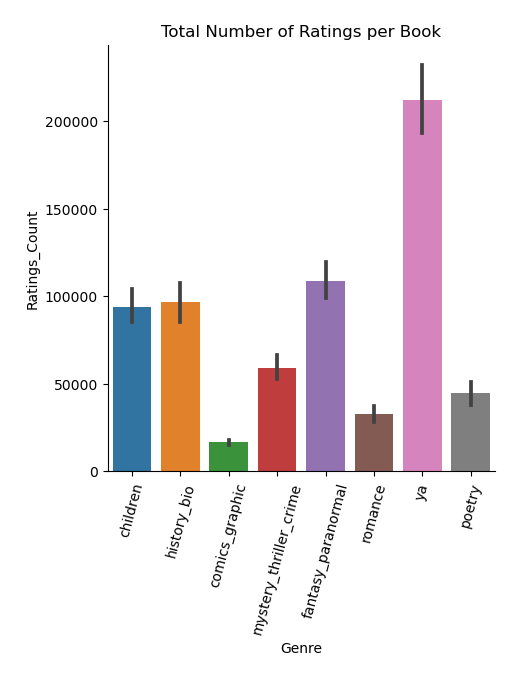 Total Number of Ratings per Book
Ratings_Count
200000
150000
100000
50000
0
children
history_bio
comics_graphic
mystery_thriller_crime
fantasy_paranormal
romance
ya
poetry
Genre